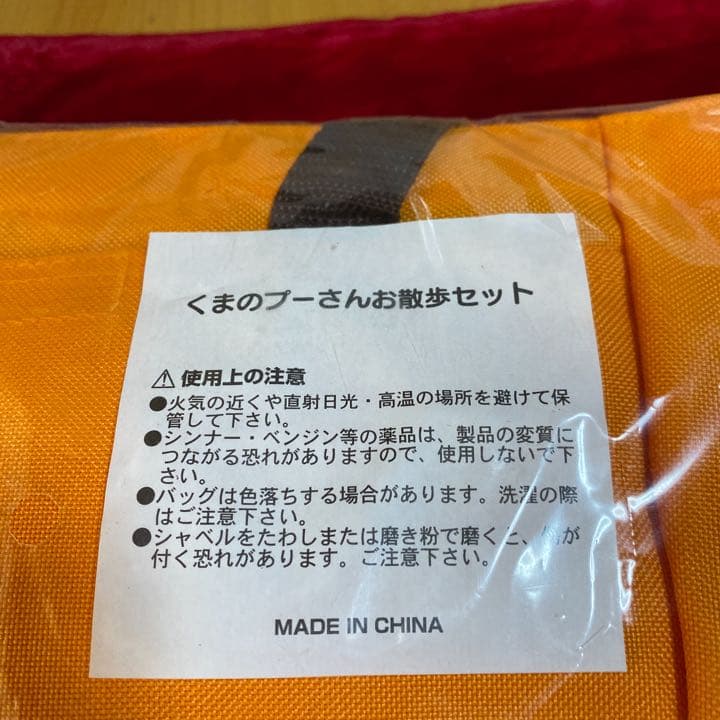 くまのプーさんお散歩セット
⚠ 使用上の注意
●火気の近くや直射日光・高温の場所を避けて保
管して下さい。
●シンナー・ベンジン等の薬品は、製品の変質に
つながる恐れがありますので、使用しないで下
さい。
●バッグは色落ちする場合があります。洗濯の際
はご注意下さい。
●シャベルをたわしまたは磨き粉で磨くと、傷が
付く恐れがあります。ご注意下さい。
MADE IN CHINA